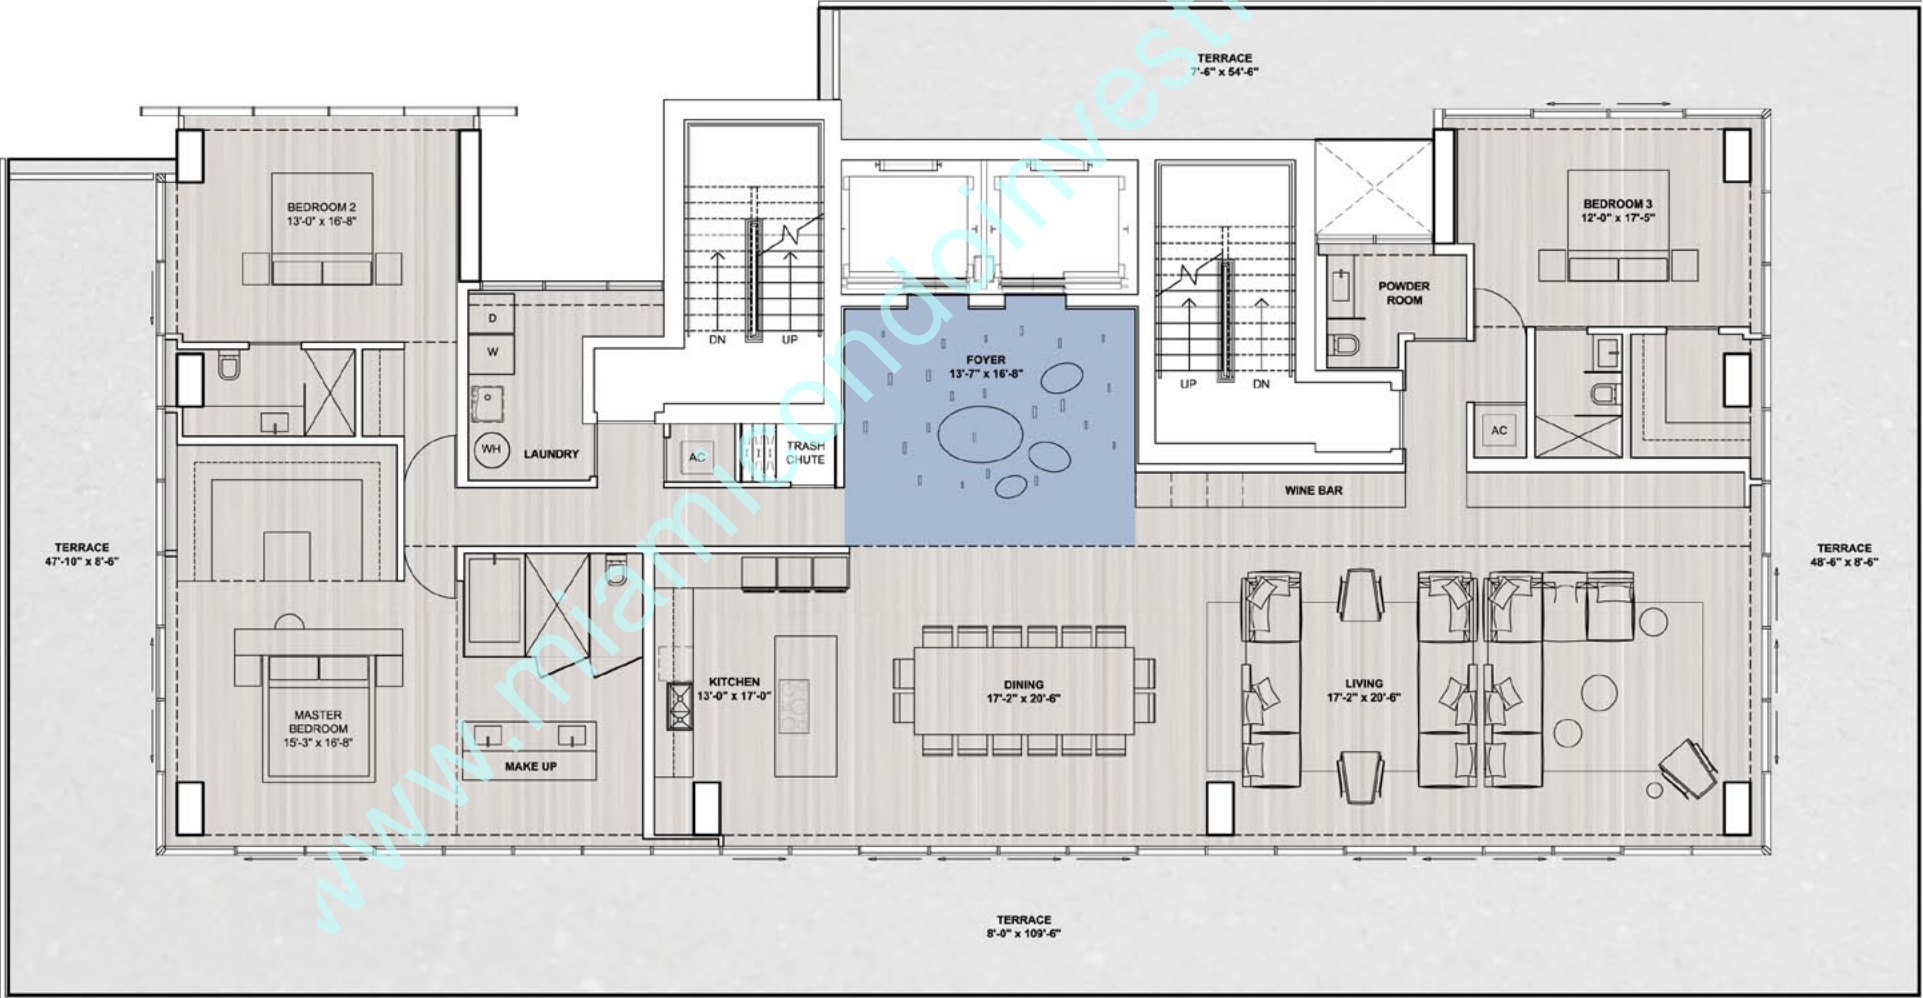 TERRACE
7'-6" x 54'-6"
BEDROOM 2
13'-0" x 16'-8"
BEDROOM 3
12'-0" x 17'-5"
POWDER
ROOM
D
W
DN
UP
FOYER
13'-7" x 16'-8"
UP
DN
WH
LAUNDRY
AC
TRASH
CHUTE
AC
WINE BAR
TERRACE
47'-10" x 8'-6"
TERRACE
48'-6" x 8'-6"
KITCHEN
13'-0" x 17'-0"
DINING
17'-2" x 20'-6"
LIVING
17'-2" x 20'-6"
MASTER
BEDROOM
15'-3" x 16'-8"
MAKE UP
TERRACE
8'-0" x 109'-6"
www.miamicondoinvest